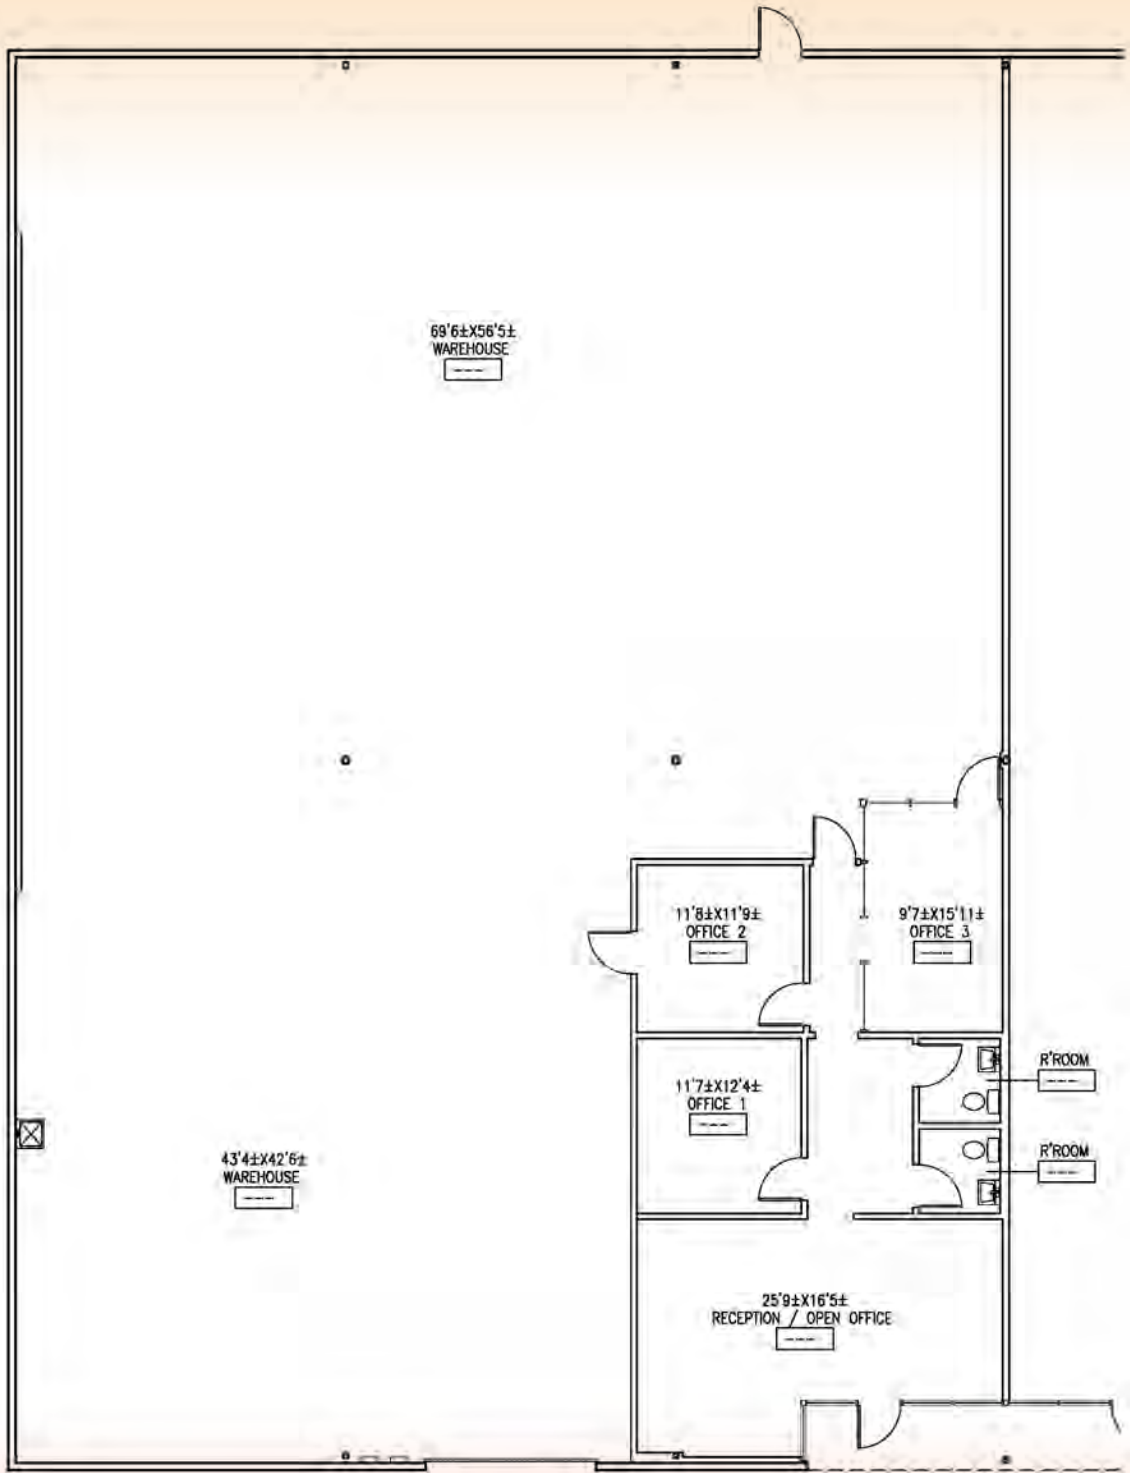 69'6±X56'5±
WAREHOUSE
11'8±X11'9±
OFFICE 2
9'7±X15'11±
OFFICE 3
11'7±X12'4±
OFFICE 1
R'ROOM
R'ROOM
43'4±X42'6±
WAREHOUSE
25'9±X16'5±
RECEPTION / OPEN OFFICE